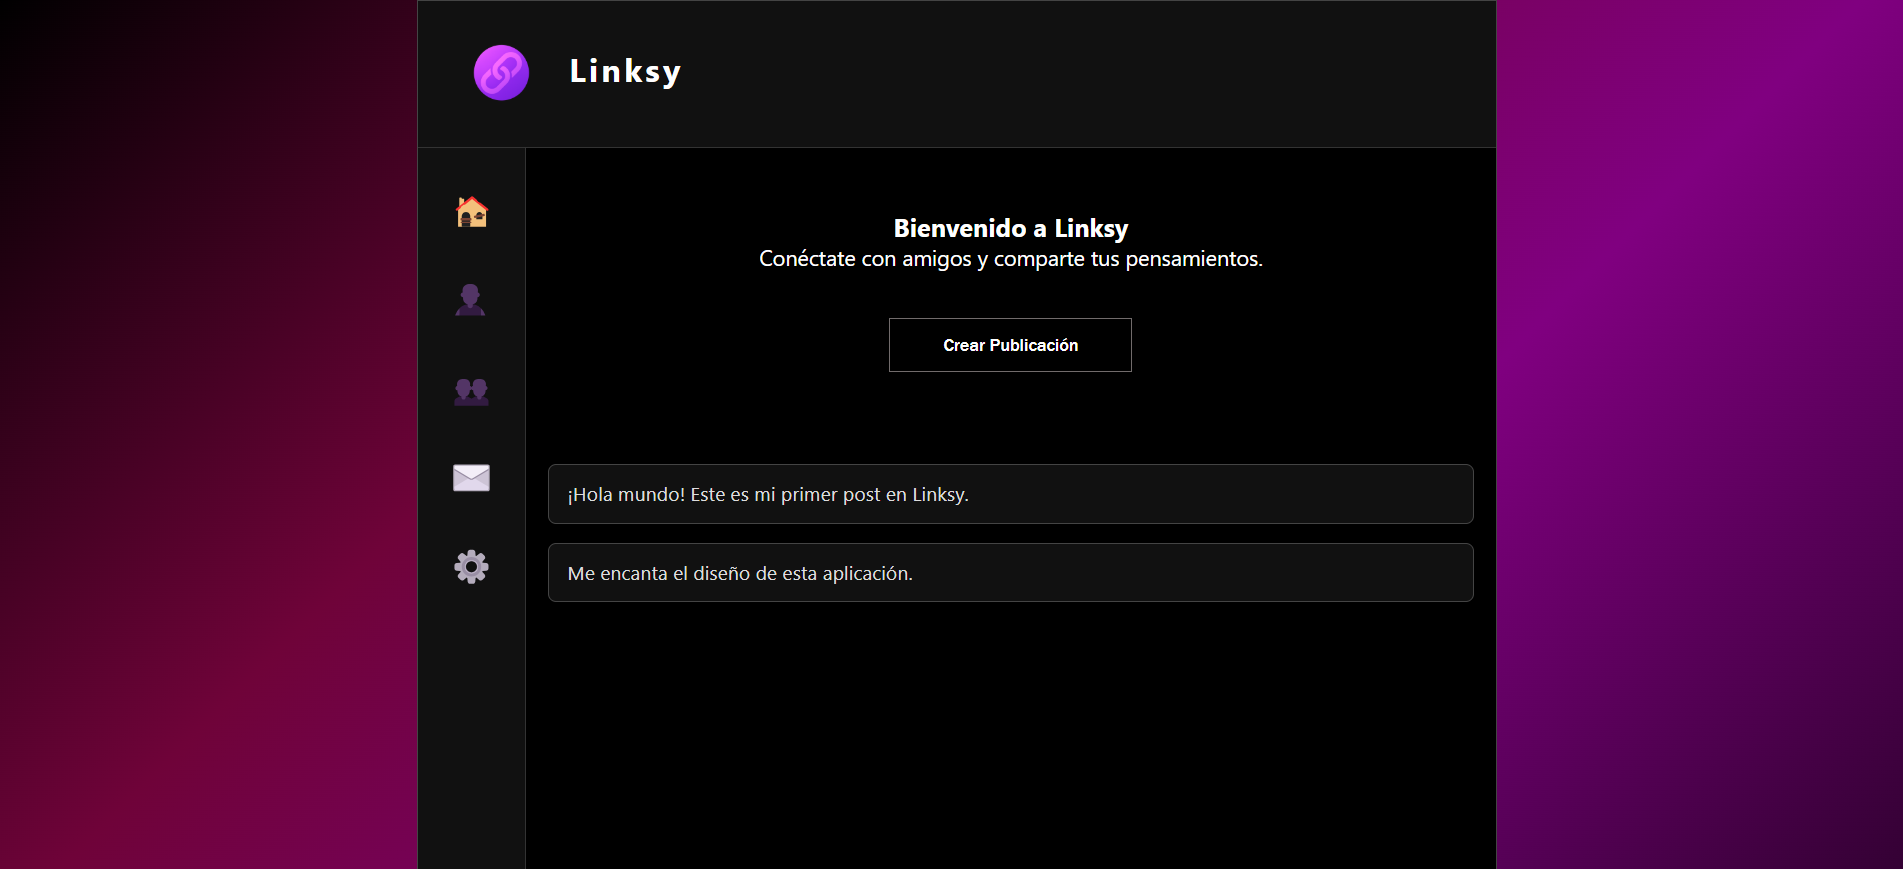 Linksy
Bienvenido a Linksy
Conéctate con amigos y comparte tus pensamientos.
Crear Publicación
¡Hola mundo! Este es mi primer post en Linksy.
Me encanta el diseño de esta aplicación.